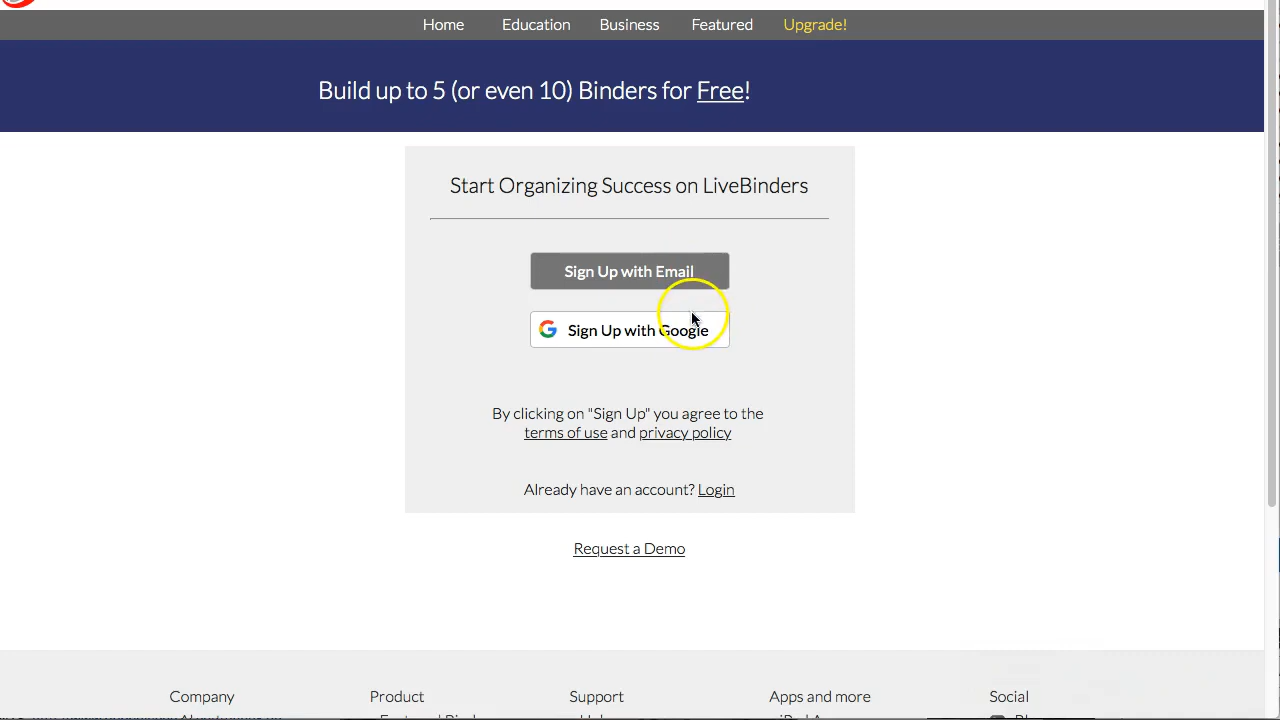 Home Education Business Featured Upgrade!
Build up to 5 (or even 10) Binders for Free!
Start Organizing Success on LiveBinders
Sign Up with Email
Sign Up with Google
By clicking on "Sign Up" you agree to the
terms of use and privacy policy
Already have an account? Login
Request a Demo
Company Product Support Apps and more Social